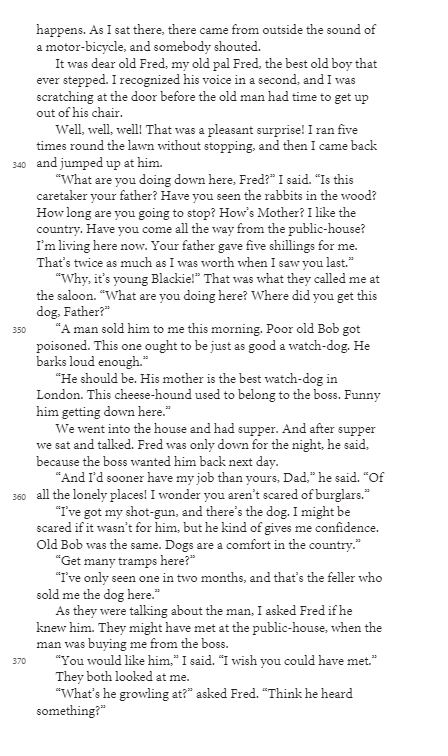 happens. As I sat there, there came from outside the sound of
a motor-bicycle, and somebody shouted.
It was dear old Fred, my old pal Fred, the best old boy that
ever stepped. I recognized his voice in a second, and I was
scratching at the door before the old man had time to get up
out of his chair.
Well, well, well! That was a pleasant surprise! I ran five
times round the lawn without stopping, and then I came back
340 and jumped up at him.
“What are you doing down here, Fred?” I said. “Is this
caretaker your father? Have you seen the rabbits in the wood?
How long are you going to stop? How’s Mother? I like the
country. Have you come all the way from the public-house?
I’m living here now. Your father gave five shillings for me.
That’s twice as much as I was worth when I saw you last.”
“Why, it’s young Blackie!” That was what they called me at
the saloon. “What are you doing here? Where did you get this
dog, Father?”
350 “A man sold him to me this morning. Poor old Bob got
poisoned. This one ought to be just as good a watch-dog. He
barks loud enough.”
“He should be. His mother is the best watch-dog in
London. This cheese-hound used to belong to the boss. Funny
him getting down here.”
We went into the house and had supper. And after supper
we sat and talked. Fred was only down for the night, he said,
because the boss wanted him back next day.
“And I’d sooner have my job than yours, Dad,” he said. “Of
360 all the lonely places! I wonder you aren’t scared of burglars.”
“I’ve got my shot-gun, and there’s the dog. I might be
scared if it wasn’t for him, but he kind of gives me confidence.
Old Bob was the same. Dogs are a comfort in the country.”
“Get many tramps here?”
“I’ve only seen one in two months, and that’s the feller who
sold me the dog here.”
As they were talking about the man, I asked Fred if he
knew him. They might have met at the public-house, when the
man was buying me from the boss.
370 “You would like him,” I said. “I wish you could have met.”
They both looked at me.
“What’s he growling at?” asked Fred. “Think he heard
something?”